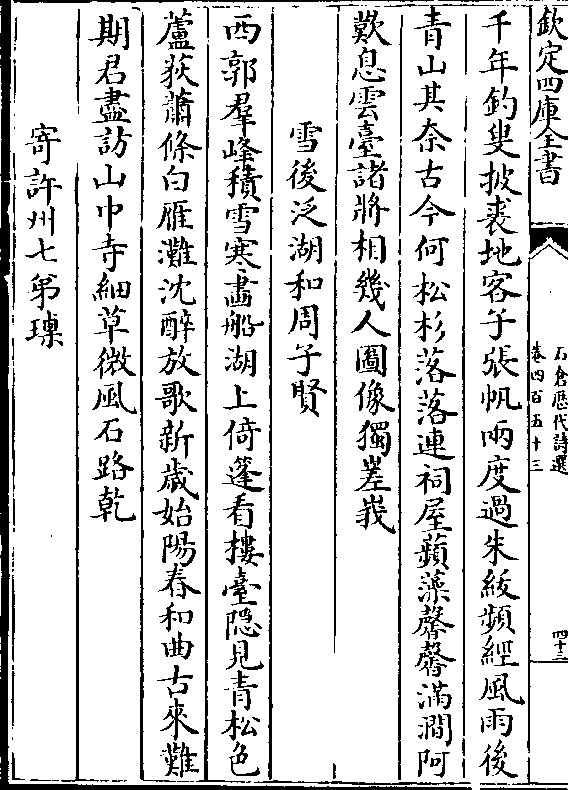 欽定四庫全書
石倉歷代詩選
卷四百五十三
四十三
千年釣叟披裘地客子張帆兩度過朱紱頻經風雨後
青山其奈古今何松杉落落連祠屋蘋藻馨馨滿澗阿
歎息雲臺諸將相幾人圖像獨嵳峩
雪後泛湖和周子賢
西郭羣峰積雪寒畫船湖上倚篷看樓臺隠見青松色
蘆荻蕭條白雁灘沈醉放歌新歲始陽春和曲古來難
期君盡訪山中寺細草微風石路乾
寄許州七弟瑮